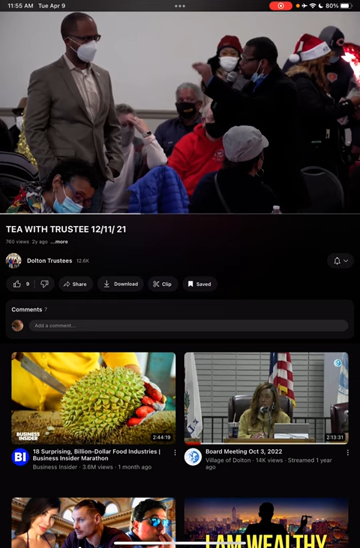 11:55 AM Tue Apr 9
80%
TEA WITH TRUSTEE 12/11/ 21
760 views 2y ago ...more
Dolton Trustees 12.6K
9
Share
Download
Clip
Saved
Comments 7
Add a comment...
BUSINESS
INSIDER
2:44:19
2:13:31
BI
18 Surprising, Billion-Dollar Food Industries |
Business Insider Marathon
Business Insider · 3.6M views · 1 month ago
Board Meeting Oct 3, 2022
Village of Dolton · 14K views · Streamed 1 year
ago
I AM WEALTHY